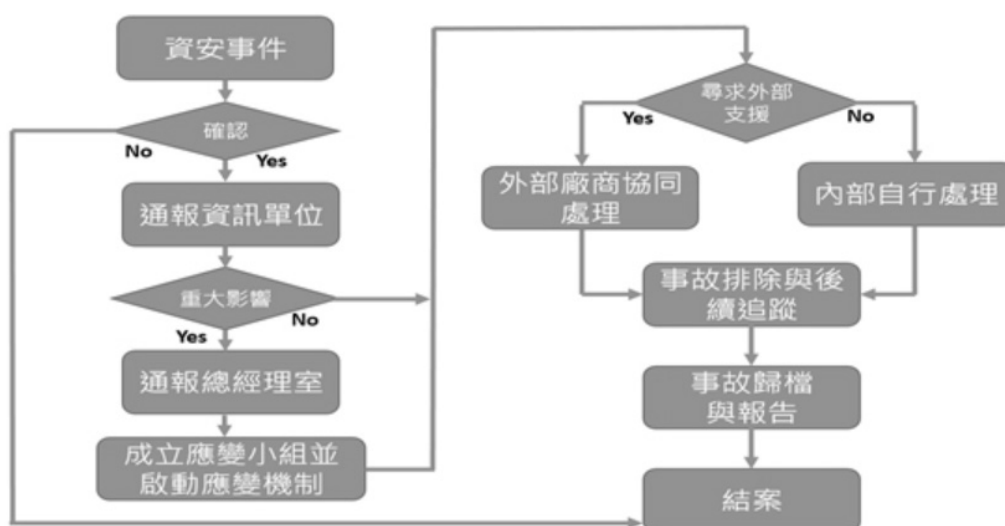 資安事件
確認
No
Yes
通報資訊單位
重大影響
No
Yes
通報總經理室
成立應變小組並
啟動應變機制
尋求外部
支援
Yes
No
外部廠商協同
處理
內部自行處理
事故排除與後
續追蹤
事故歸檔
與報告
結案